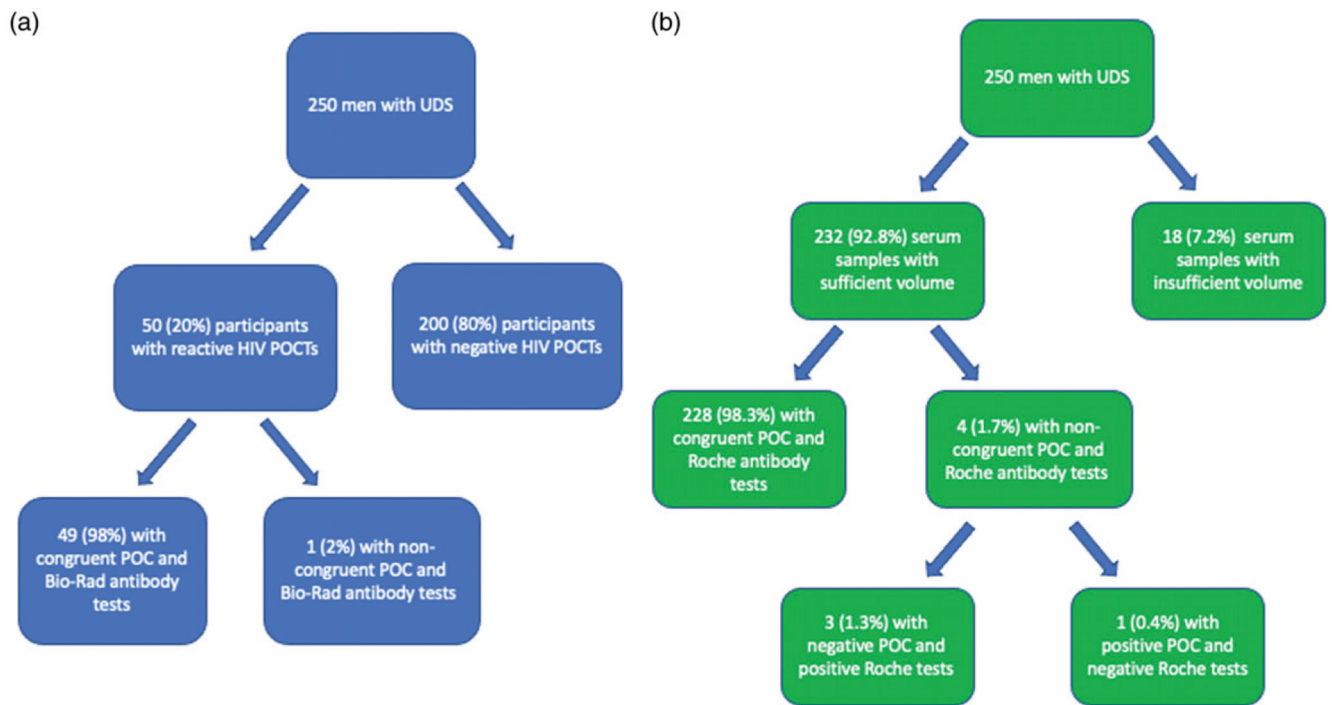 (a)
250 men with UDS
50 (20%) participants
with reactive HIV POCTs
200 (80%) participants
with negative HIV POCTs
49 (98%) with
congruent POC and
Bio-Rad antibody
tests
1 (2%) with non-
congruent POC and
Bio-Rad antibody tests
(b)
250 men with UDS
232 (92.8%) serum
samples with
sufficient volume
18 (7.2%) serum
samples with
insufficient volume
228 (98.3%) with
congruent POC and
Roche antibody
tests
4 (1.7%) with non-
congruent POC and
Roche antibody tests
3 (1.3%) with
negative POC and
positive Roche tests
1 (0.4%) with
positive POC and
negative Roche tests